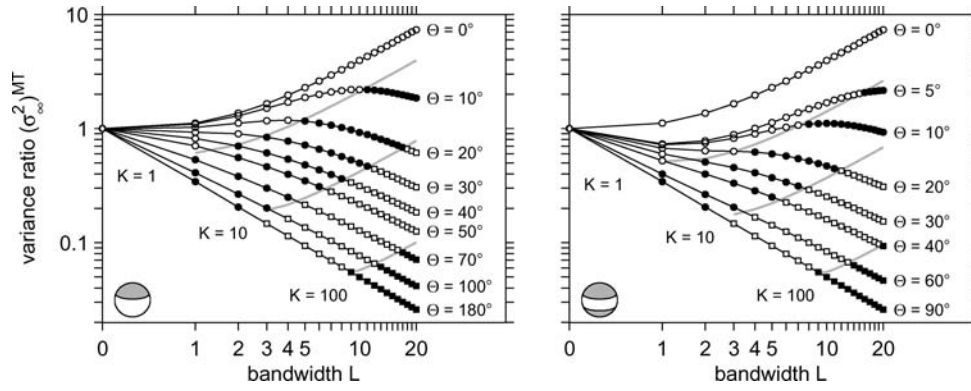 variance ratio (σ²∞)MT
10
1
0.1
Θ = 0°
Θ = 10°
Θ = 20°
Θ = 30°
Θ = 40°
Θ = 50°
Θ = 70°
Θ = 100°
Θ = 180°
K = 1
K = 10
K = 100
0 1 2 3 4 5 10 20
bandwidth L
Θ = 0°
Θ = 5°
Θ = 10°
Θ = 20°
Θ = 30°
Θ = 40°
Θ = 60°
Θ = 90°
K = 1
K = 10
K = 100
0 1 2 3 4 5 10 20
bandwidth L